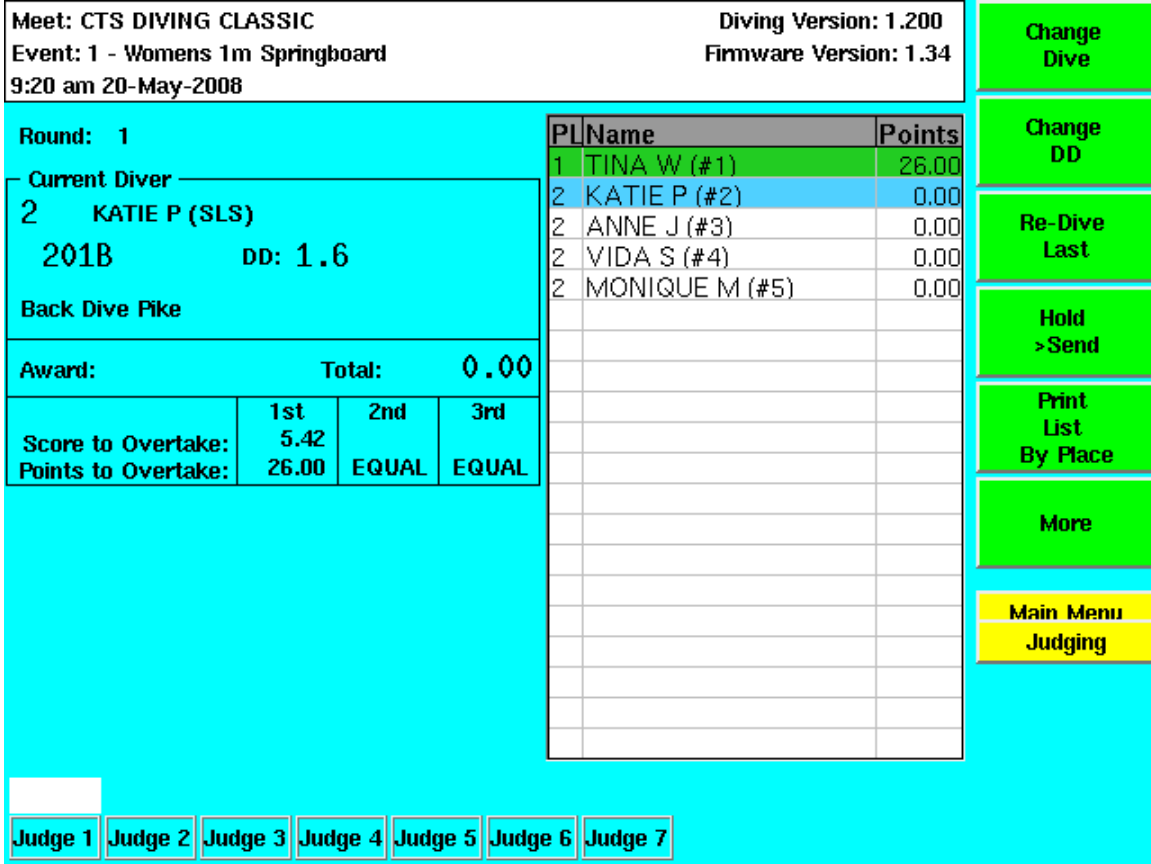 Meet: CTS DIVING CLASSIC
Diving Version: 1.200
Event: 1 - Womens 1m Springboard
Firmware Version: 1.34
9:20 am 20-May-2008
Round: 1
Current Diver
2 KATIE P (SLS)
201B DD: 1.6
Back Dive Pike
Award: Total: 0.00
1st 2nd 3rd
Score to Overtake: 5.42
Points to Overtake: 26.00 EQUAL EQUAL
PL Name Points
1 TINA W (#1) 26.00
2 KATIE P (#2) 0.00
2 ANNE J (#3) 0.00
2 VIDA S (#4) 0.00
2 MONIQUE M (#5) 0.00
Change
Dive
Change
DD
Re-Dive
Last
Hold
>Send
Print
List
By Place
More
Main Menu
Judging
Judge 1 Judge 2 Judge 3 Judge 4 Judge 5 Judge 6 Judge 7